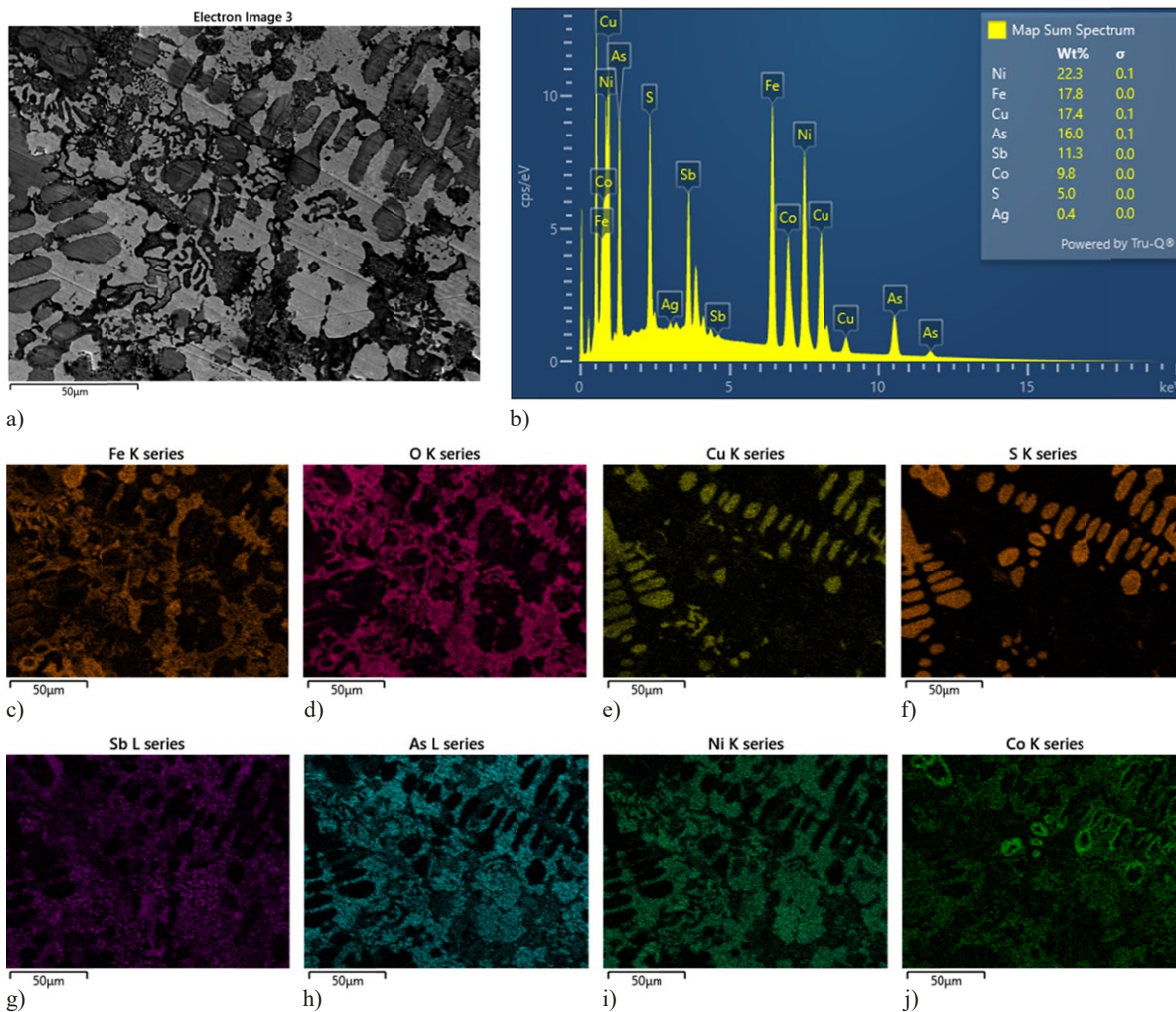 Electron Image 3
50μm
a)
Cu
As
Ni
S
Fe
Co
Ni
Sb
Fe
Co
Cu
Ag
Sb
Cu
As
As
cps/eV
10
5
0
0
5
10
15
ke
Map Sum Spectrum
Wt% σ
Ni 22.3 0.1
Fe 17.8 0.0
Cu 17.4 0.1
As 16.0 0.1
Sb 11.3 0.0
Co 9.8 0.0
S 5.0 0.0
Ag 0.4 0.0
Powered by Tru-Q®
b)
Fe K series
50μm
c)
O K series
50μm
d)
Cu K series
50μm
e)
S K series
50μm
f)
Sb L series
50μm
g)
As L series
50μm
h)
Ni K series
50μm
i)
Co K series
50μm
j)